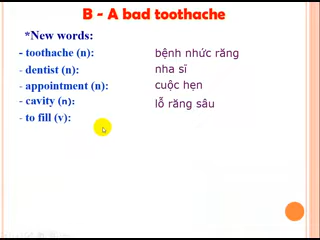 B - A bad toothache
*New words:
- toothache (n): bệnh nhức răng
- dentist (n): nha sĩ
- appointment (n): cuộc hẹn
- cavity (n): lỗ răng sâu
- to fill (v):